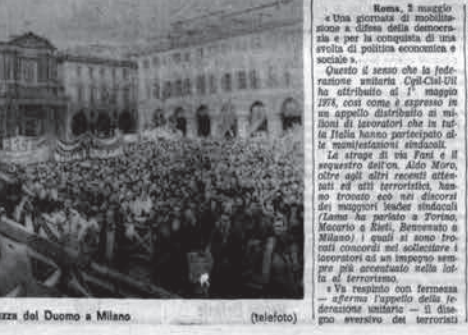 Roma, 2 maggio
« Una giornata di mobilita-
zione a difesa della democra-
zia e per la conquista di una
svolta di politica economica e
sociale ».
Questo il senso che la fede-
razione unitaria Cgil-Cisl-Uil
ha attribuito al 1° maggio
1978, così come è espresso in
un appello distribuito ai mi-
lioni di lavoratori che in tut-
ta Italia hanno partecipato al-
le manifestazioni sindacali.
La strage di via Fani e il
sequestro dell'on. Aldo Moro,
oltre agli altri recenti atten-
tati ed atti terroristici, han-
no trovato eco nei discorsi
dei maggiori leader sindacali
(Lama ha parlato a Torino,
Macario a Rieti, Benvenuto a
Milano) i quali si sono tro-
vati concordi nel sollecitare i
lavoratori ad un impegno sem-
pre più accentuato nella lot-
ta al terrorismo.
« Va respinto con fermezza
— afferma l'appello della fe-
derazione unitaria — il dise-
gno eversivo dei terroristi
zza del Duomo a Milano (telefoto)